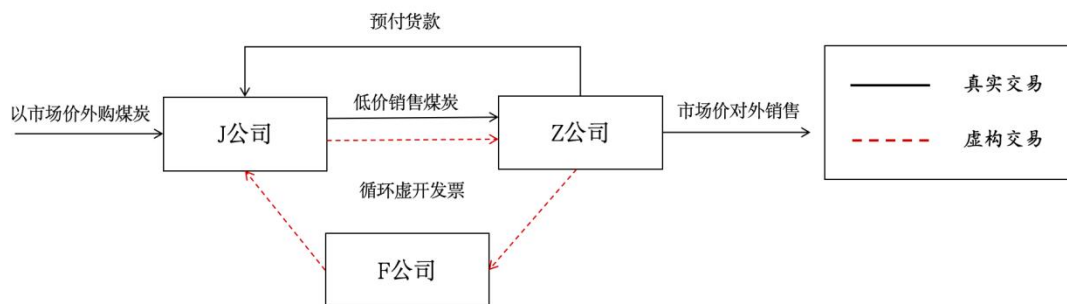 预付货款
以市场价外购煤炭
J公司
低价销售煤炭
Z公司
市场价对外销售
真实交易
虚构交易
循环虚开发票
F公司